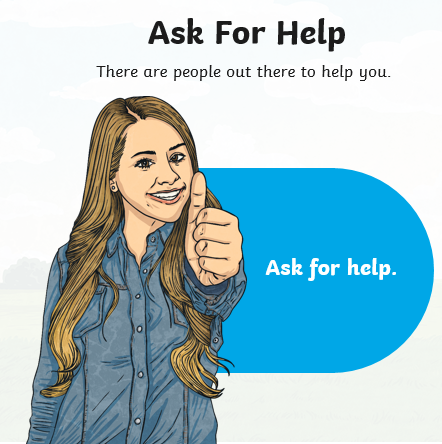 Ask For Help
There are people out there to help you.
Ask for help.